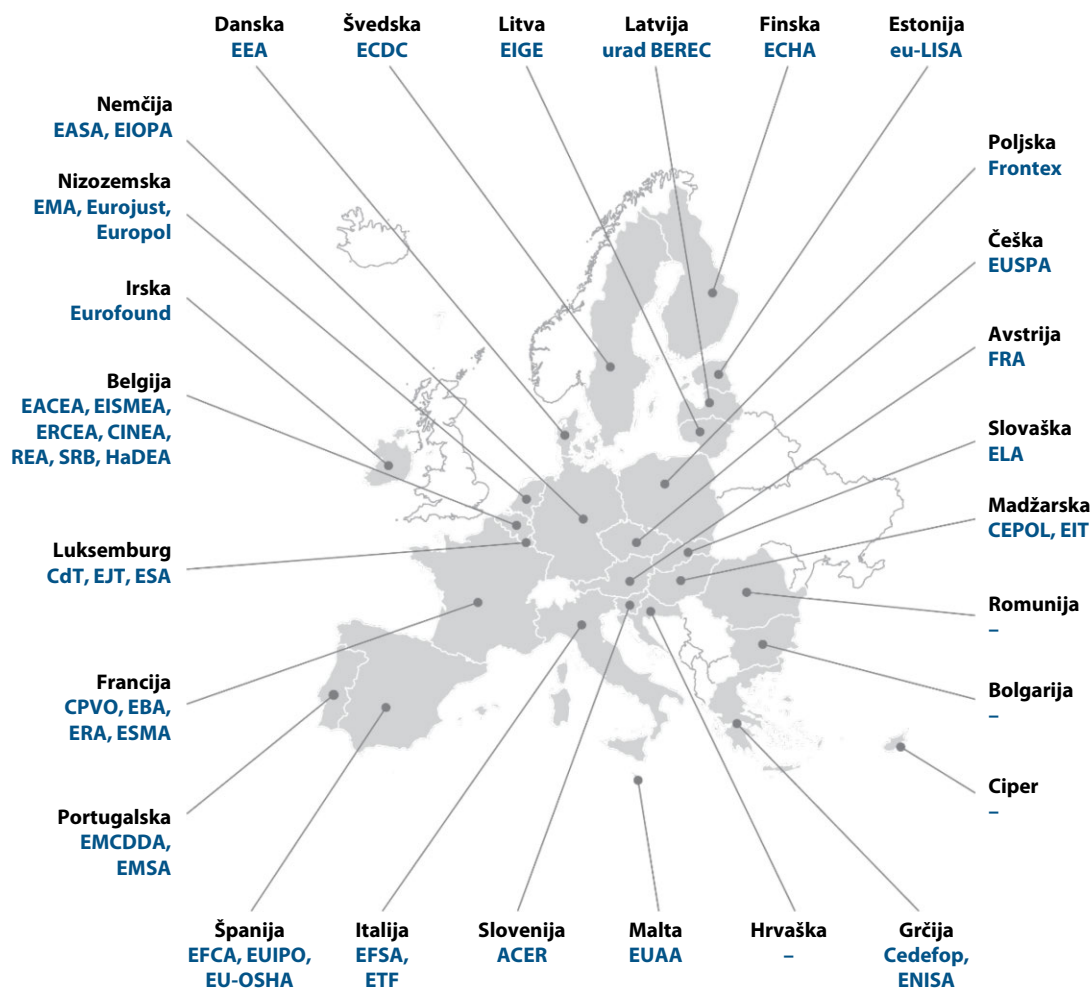 Danska
EEA
Švedska
ECDC
Litva
EIGE
Latvija
urad BEREC
Finska
ECHA
Estonija
eu-LISA
Nemčija
EASA, EIOPA
Nizozemska
EMA, Eurojust,
Europol
Irska
Eurofound
Belgija
EACEA, EISMEA,
ERCEA, CINEA,
REA, SRB, HaDEA
Luksemburg
CdT, EJT, ESA
Francija
CPVO, EBA,
ERA, ESMA
Portugalska
EMCDDA,
EMSA
Poljska
Frontex
Češka
EUSPA
Avstrija
FRA
Slovaška
ELA
Madžarska
CEPOL, EIT
Romunija
–
Bolgarija
–
Ciper
–
Španija
EFCA, EUIPO,
EU-OSHA
Italija
EFSA,
ETF
Slovenija
ACER
Malta
EUAA
Hrvaška
–
Grčija
Cedefop,
ENISA